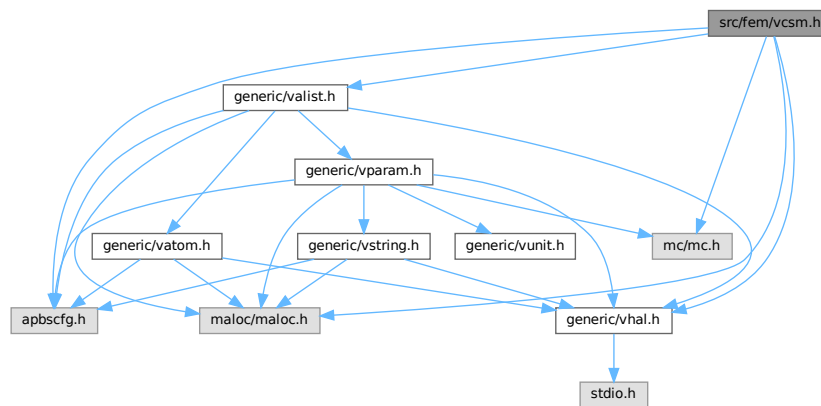 src/fem/vcsm.h
generic/valist.h
generic/vparam.h
generic/vatom.h
generic/vstring.h
generic/vunit.h
mc/mc.h
apbscfg.h
maloc/maloc.h
generic/vhal.h
stdio.h